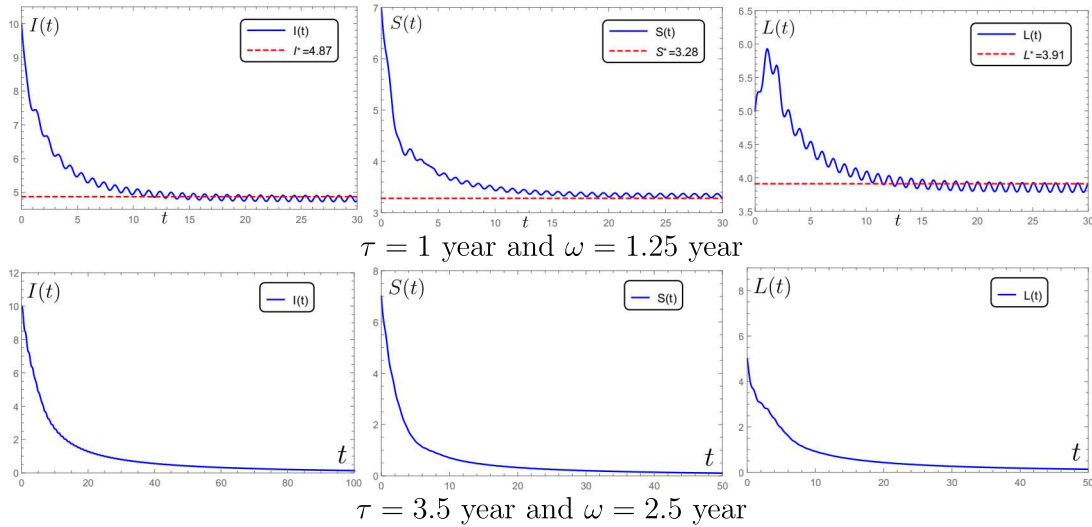 I(t) S(t) L(t)
I(t) S(t) L(t)
I*=4.87 S*=3.28 L*=3.91
10 9 8 7 6 5
7 6 5 4 3
6.5 6.0 5.5 5.0 4.5 4.0 3.5
0 5 10 15 20 25 30
t
0 5 10 15 20 25 30
t
0 5 10 15 20 25 30
t
τ = 1 year and ω = 1.25 year
I(t) S(t) L(t)
I(t) S(t) L(t)
12 10 8 6 4 2 0
8 6 4 2 0
8 6 4 2 0
t t t
0 20 40 60 80 100
0 10 20 30 40 50
0 10 20 30 40 50
τ = 3.5 year and ω = 2.5 year